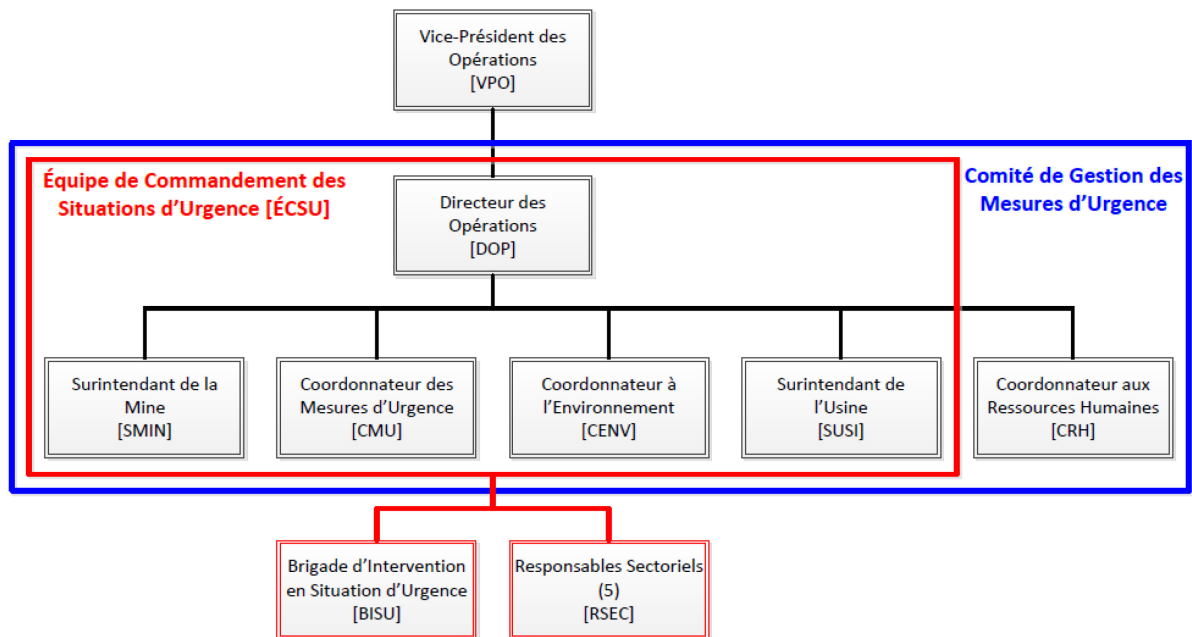 Vice-Président des
Opérations
[VPO]
Équipe de Commandement des
Situations d'Urgence [ÉCSU]
Comité de Gestion des
Mesures d'Urgence
Directeur des
Opérations
[DOP]
Surintendant de la
Mine
[SMIN]
Coordonnateur des
Mesures d'Urgence
[CMU]
Coordonnateur à
l'Environnement
[CENV]
Surintendant de
l'Usine
[SUSI]
Coordonnateur aux
Ressources Humaines
[CRH]
Brigade d'Intervention
en Situation d'Urgence
[BISU]
Responsables Sectoriels
(5)
[RSEC]